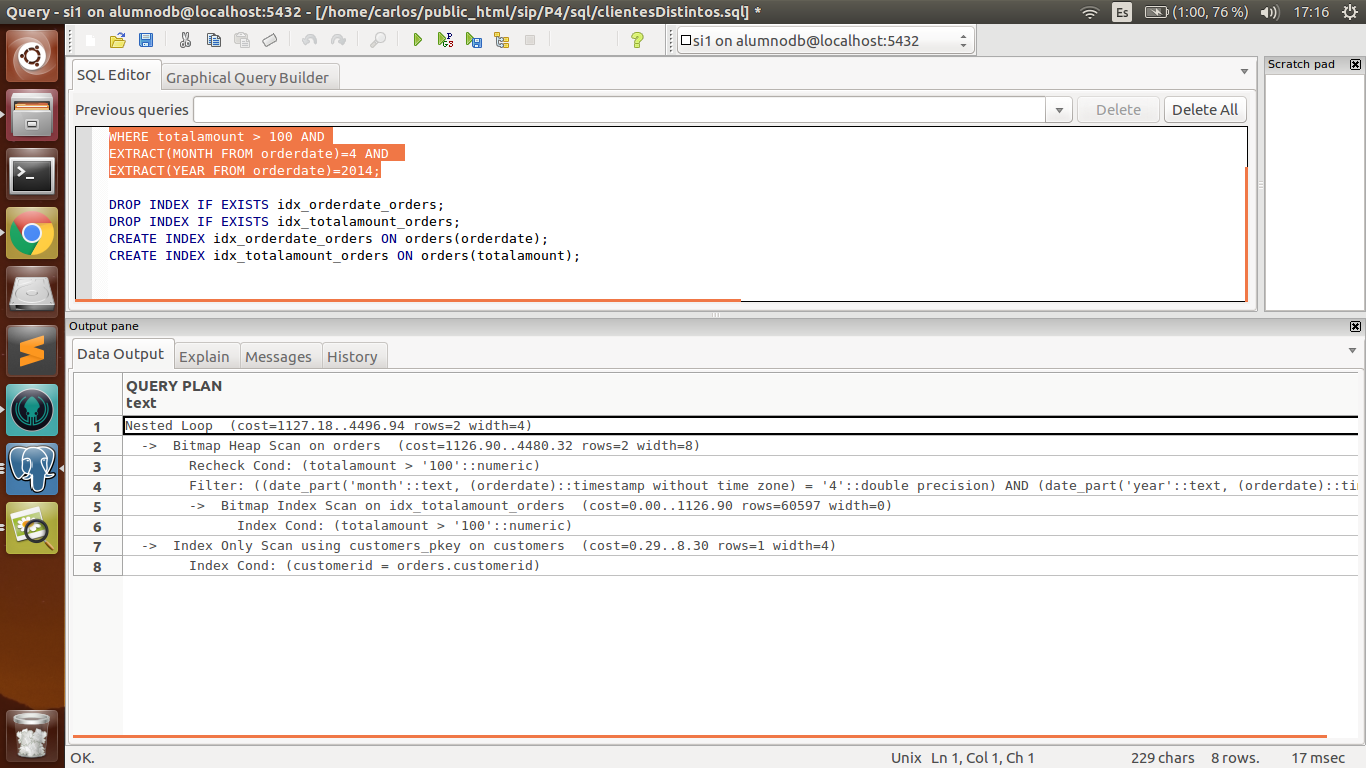 Query - si1 on alumnodb@localhost:5432 - [/home/carlos/public_html/sip/P4/sql/clientesDistintos.sql] *
Es
(1:00, 76 %)
17:16
si1 on alumnodb@localhost:5432
SQL Editor
Graphical Query Builder
Scratch pad
Previous queries
Delete
Delete All
WHERE totalamount > 100 AND
EXTRACT(MONTH FROM orderdate)=4 AND
EXTRACT(YEAR FROM orderdate)=2014;
DROP INDEX IF EXISTS idx_orderdate_orders;
DROP INDEX IF EXISTS idx_totalamount_orders;
CREATE INDEX idx_orderdate_orders ON orders(orderdate);
CREATE INDEX idx_totalamount_orders ON orders(totalamount);
Output pane
Data Output
Explain
Messages
History
QUERY PLAN
text
1 Nested Loop (cost=1127.18..4496.94 rows=2 width=4)
2 -> Bitmap Heap Scan on orders (cost=1126.90..4480.32 rows=2 width=8)
3 Recheck Cond: (totalamount > '100'::numeric)
4 Filter: ((date_part('month'::text, (orderdate)::timestamp without time zone) = '4'::double precision) AND (date_part('year'::text, (orderdate)::ti
5 -> Bitmap Index Scan on idx_totalamount_orders (cost=0.00..1126.90 rows=60597 width=0)
6 Index Cond: (totalamount > '100'::numeric)
7 -> Index Only Scan using customers_pkey on customers (cost=0.29..8.30 rows=1 width=4)
8 Index Cond: (customerid = orders.customerid)
OK.
Unix
Ln 1, Col 1, Ch 1
229 chars
8 rows.
17 msec